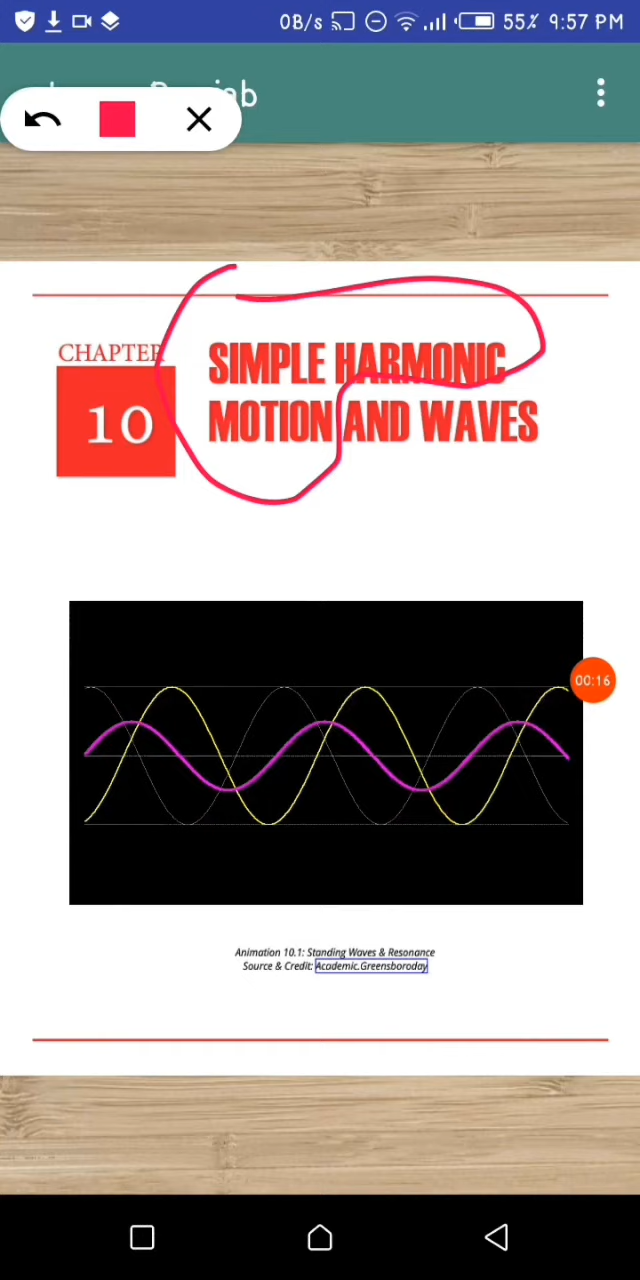 0B/s 55% 9:57 PM
CHAPTER
10
SIMPLE HARMONIC
MOTION AND WAVES
00:16
Animation 10.1: Standing Waves & Resonance
Source & Credit: Academic.Greensboroday